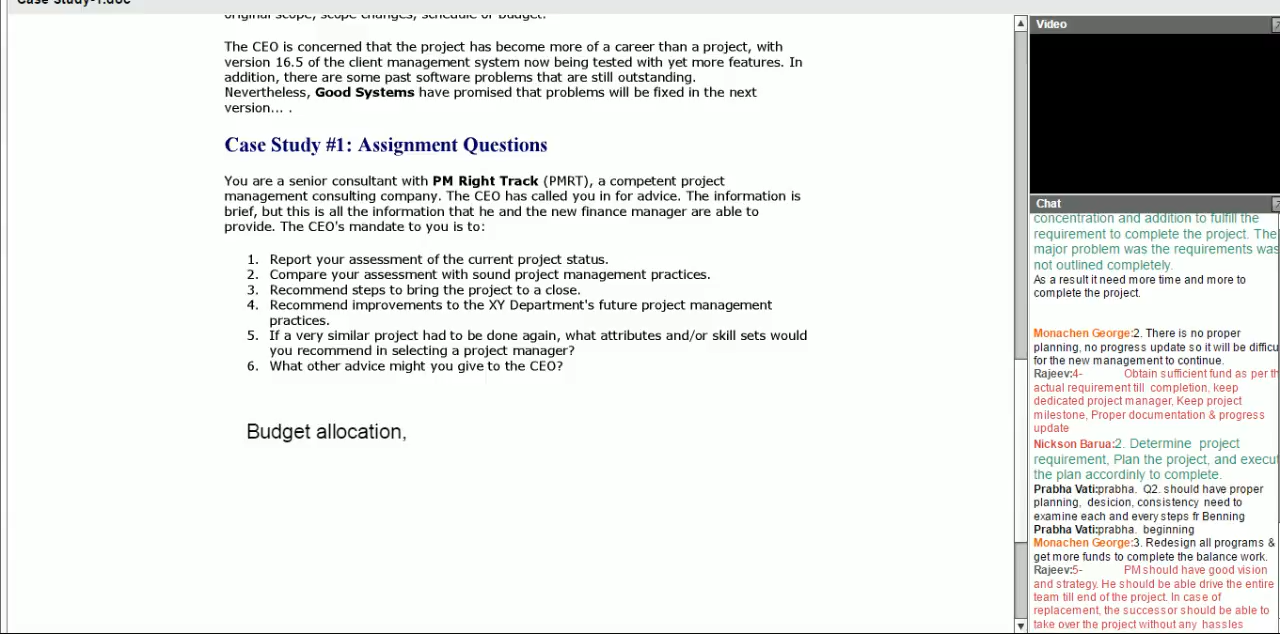 Case Study-1.doc
original scope, scope changes, schedule or budget.
The CEO is concerned that the project has become more of a career than a project, with
version 16.5 of the client management system now being tested with yet more features. In
addition, there are some past software problems that are still outstanding.
Nevertheless, Good Systems have promised that problems will be fixed in the next
version... .
Case Study #1: Assignment Questions
You are a senior consultant with PM Right Track (PMRT), a competent project
management consulting company. The CEO has called you in for advice. The information is
brief, but this is all the information that he and the new finance manager are able to
provide. The CEO's mandate to you is to:
1. Report your assessment of the current project status.
2. Compare your assessment with sound project management practices.
3. Recommend steps to bring the project to a close.
4. Recommend improvements to the XY Department's future project management
practices.
5. If a very similar project had to be done again, what attributes and/or skill sets would
you recommend in selecting a project manager?
6. What other advice might you give to the CEO?
Budget allocation,
Video
Chat
concentration and addition to fulfill the
requirement to complete the project. The
major problem was the requirements was
not outlined completely.
As a result it need more time and more to
complete the project.
Monachen George:2. There is no proper
planning, no progress update so it will be difficu
for the new management to continue.
Rajeev:4- Obtain sufficient fund as per th
actual requirement till completion, keep
dedicated project manager, Keep project
milestone, Proper documentation & progress
update
Nickson Barua:2. Determine project
requirement, Plan the project, and execut
the plan accordinly to complete.
Prabha Vati:prabha. Q2. should have proper
planning, desicion, consistency need to
examine each and every steps fr Benning
Prabha Vati:prabha. beginning
Monachen George:3. Redesign all programs &
get more funds to complete the balance work.
Rajeev:5- PM should have good vision
and strategy. He should be able drive the entire
team till end of the project. In case of
replacement, the successor should be able to
take over the project without any hassles